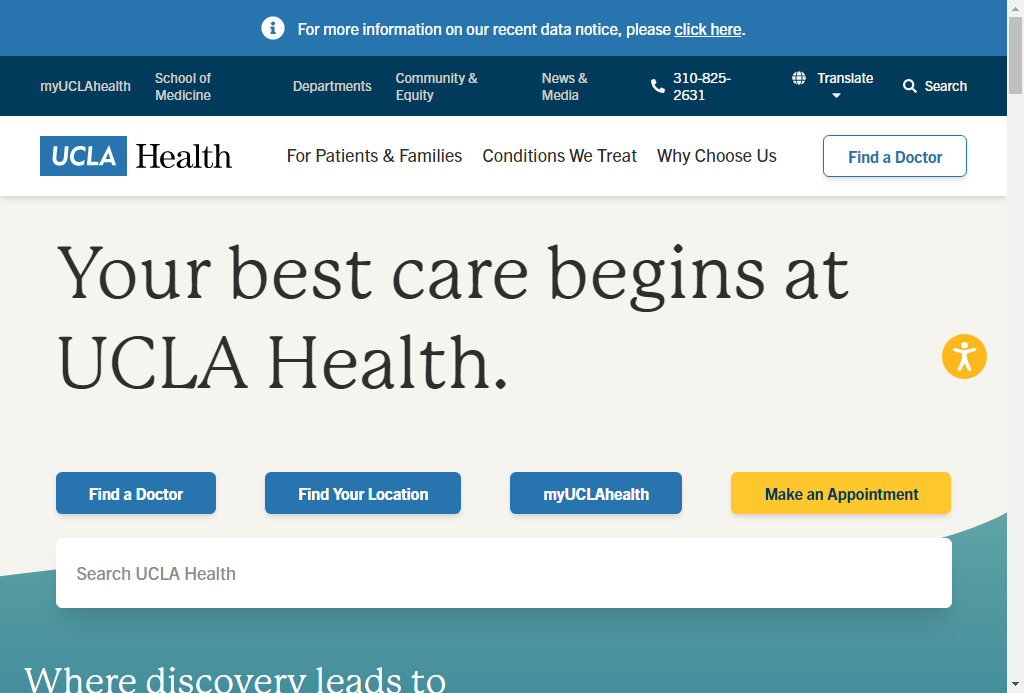 For more information on our recent data notice, please click here.
myUCLAhealth
School of
Medicine
Departments
Community &
Equity
News &
Media
310-825-
2631
Translate
Search
UCLA Health
For Patients & Families
Conditions We Treat
Why Choose Us
Find a Doctor
Your best care begins at
UCLA Health.
Find a Doctor
Find Your Location
myUCLAhealth
Make an Appointment
Search UCLA Health
Where discovery leads to